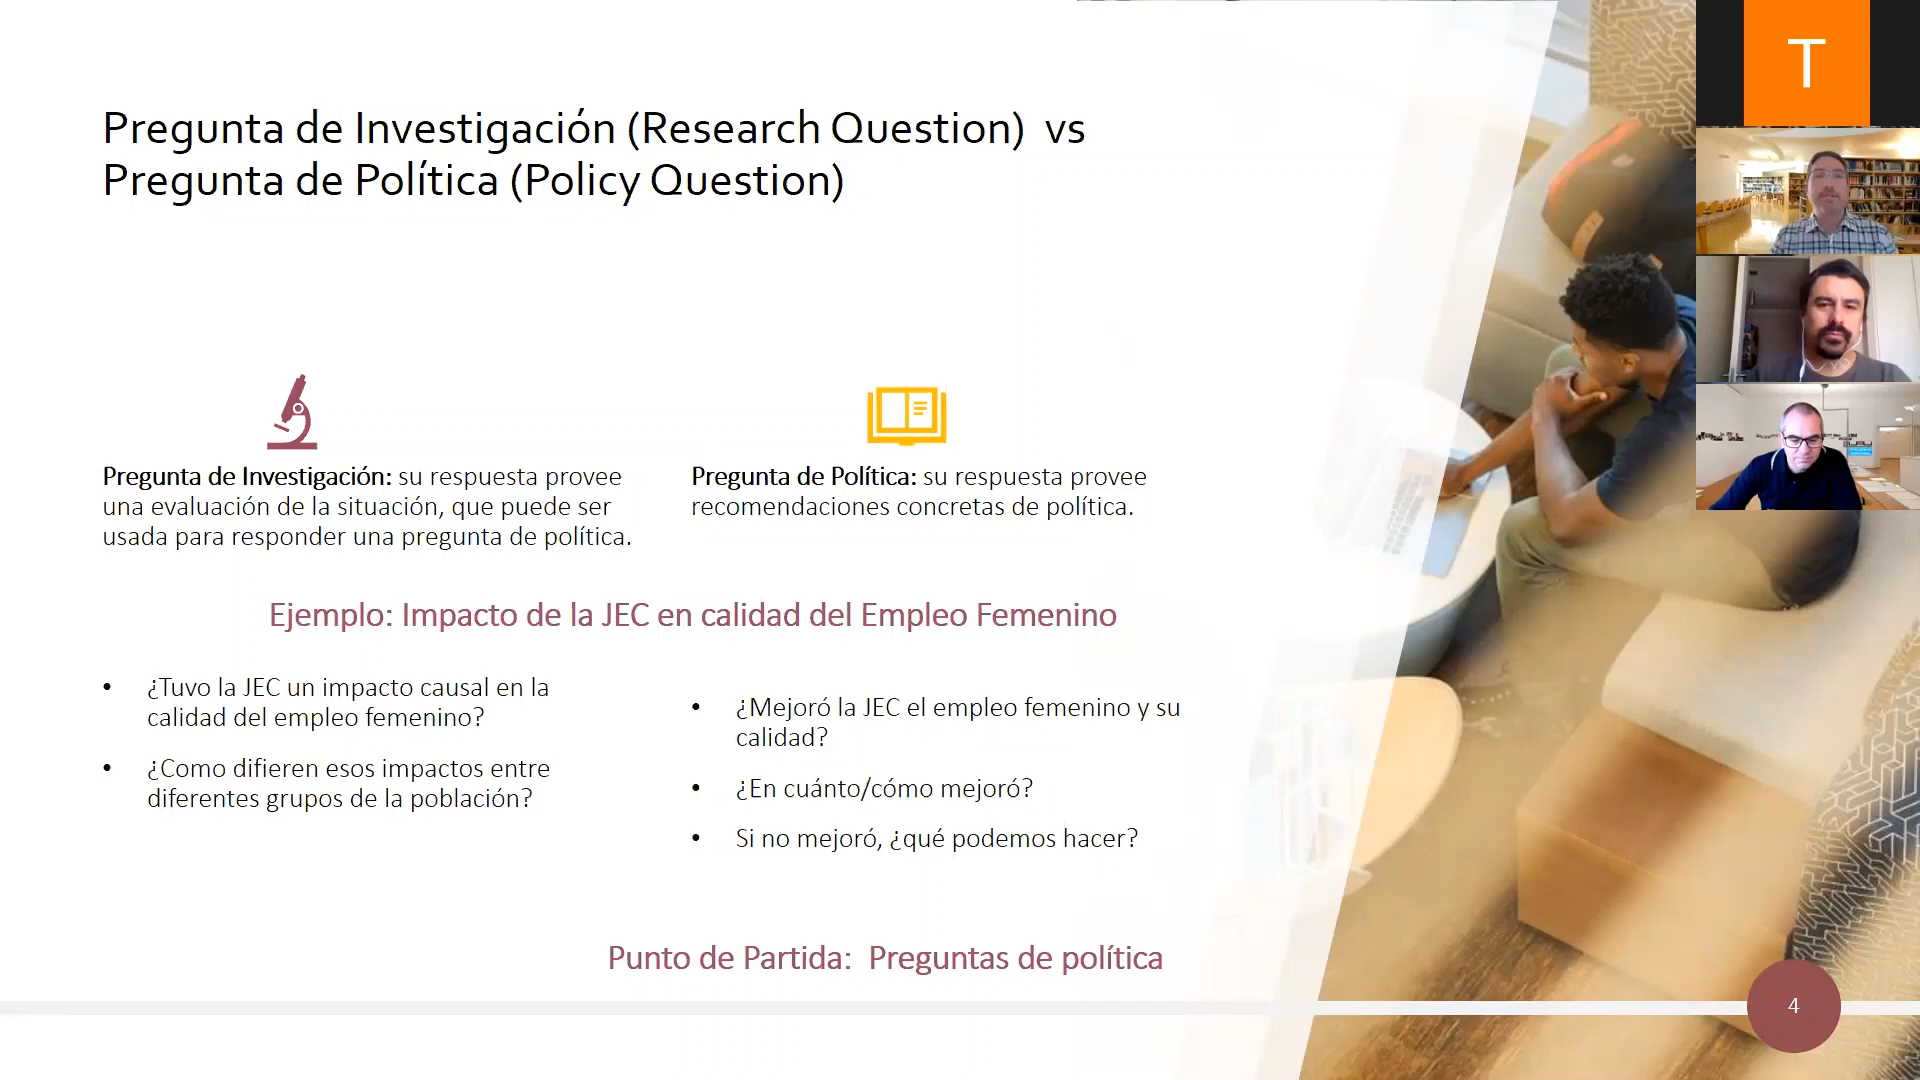 Pregunta de Investigación (Research Question)  vs
Pregunta de Política (Policy Question)
Pregunta de Investigación: su respuesta provee
una evaluación de la situación, que puede ser
usada para responder una pregunta de política.
Pregunta de Política: su respuesta provee
recomendaciones concretas de política.
Ejemplo: Impacto de la JEC en calidad del Empleo Femenino
• ¿Tuvo la JEC un impacto causal en la
calidad del empleo femenino?
• ¿Como difieren esos impactos entre
diferentes grupos de la población?
• ¿Mejoró la JEC el empleo femenino y su
calidad?
• ¿En cuánto/cómo mejoró?
• Si no mejoró, ¿qué podemos hacer?
Punto de Partida:  Preguntas de política
4
T